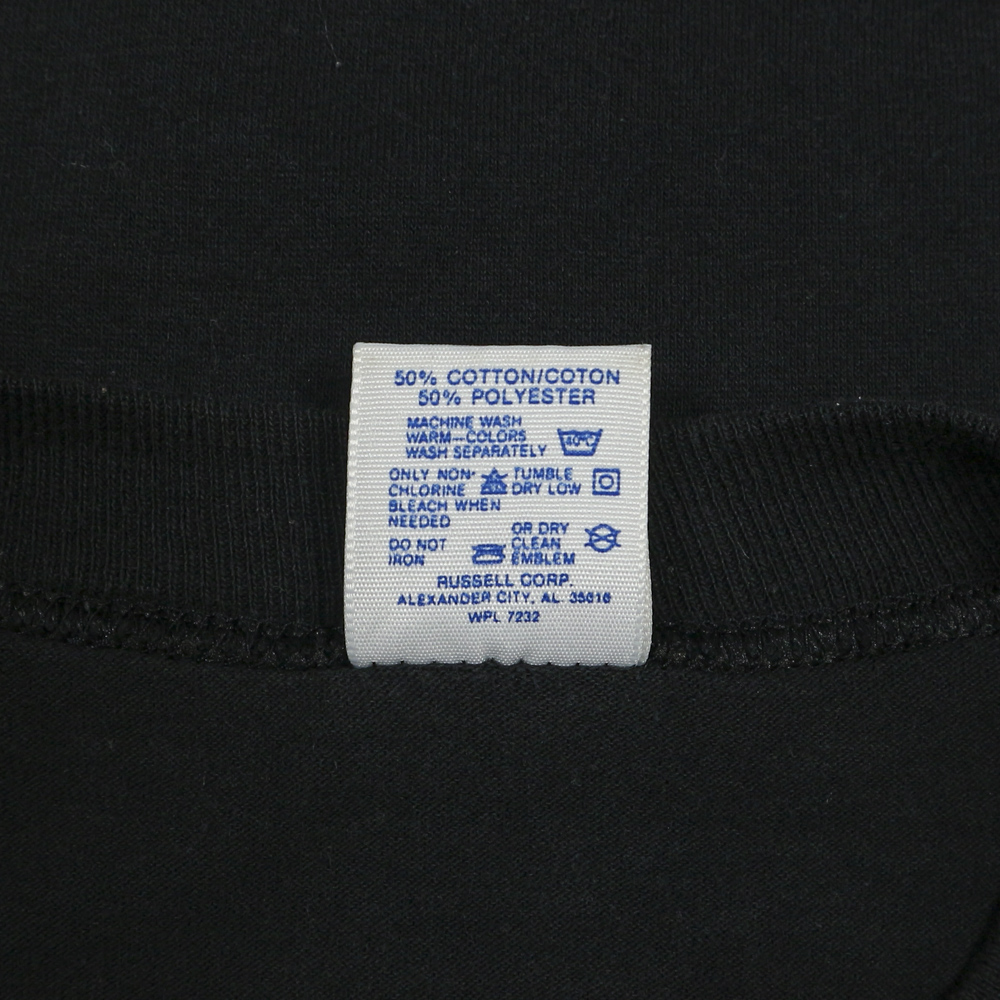 50% COTTON/COTON
50% POLYESTER
MACHINE WASH
WARM—COLORS
WASH SEPARATELY
40°C
ONLY NON-
CHLORINE
BLEACH WHEN
NEEDED
TUMBLE
DRY LOW
DO NOT
IRON
OR DRY
CLEAN
EMBLEM
RUSSELL CORP.
ALEXANDER CITY, AL 35010
WPL 7232